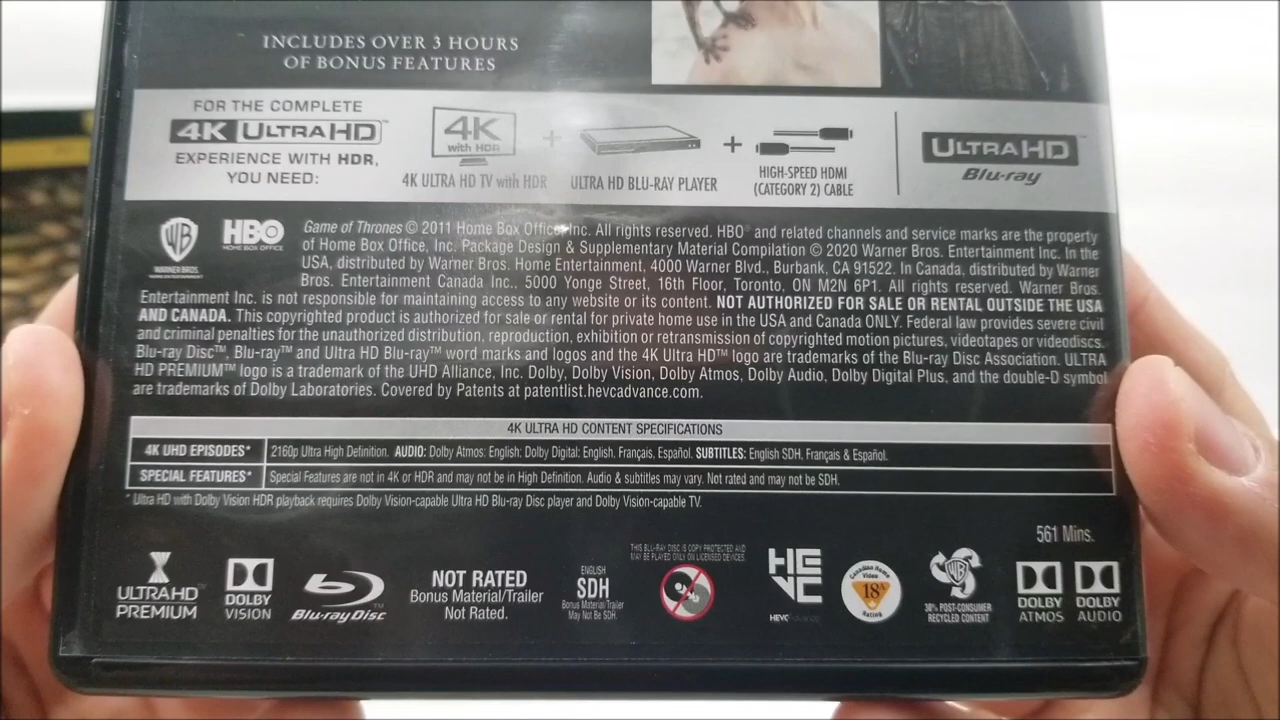 INCLUDES OVER 3 HOURS
OF BONUS FEATURES
FOR THE COMPLETE
4K ULTRAHD™
EXPERIENCE WITH HDR,
YOU NEED:
4K
with HDR
4K ULTRA HD TV with HDR
+
ULTRA HD BLU-RAY PLAYER
+
HIGH-SPEED HDMI
(CATEGORY 2) CABLE
ULTRAHD™
Blu-ray
WB
WARNER BROS.
HBO
HOME BOX OFFICE
Game of Thrones © 2011 Home Box Office, Inc. All rights reserved. HBO® and related channels and service marks are the property
of Home Box Office, Inc. Package Design & Supplementary Material Compilation © 2020 Warner Bros. Entertainment Inc. In the
USA, distributed by Warner Bros. Home Entertainment, 4000 Warner Blvd., Burbank, CA 91522. In Canada, distributed by Warner
Bros. Entertainment Canada Inc., 5000 Yonge Street, 16th Floor, Toronto, ON M2N 6P1. All rights reserved. Warner Bros.
Entertainment Inc. is not responsible for maintaining access to any website or its content. NOT AUTHORIZED FOR SALE OR RENTAL OUTSIDE THE USA
AND CANADA. This copyrighted product is authorized for sale or rental for private home use in the USA and Canada ONLY. Federal law provides severe civil
and criminal penalties for the unauthorized distribution, reproduction, exhibition or retransmission of copyrighted motion pictures, videotapes or videodiscs.
Blu-ray Disc™, Blu-ray™ and Ultra HD Blu-ray™ word marks and logos and the 4K Ultra HD™ logo are trademarks of the Blu-ray Disc Association. ULTRA
HD PREMIUM™ logo is a trademark of the UHD Alliance, Inc. Dolby, Dolby Vision, Dolby Atmos, Dolby Audio, Dolby Digital Plus, and the double-D symbol
are trademarks of Dolby Laboratories. Covered by Patents at patentlist.hevcadvance.com.
4K ULTRA HD CONTENT SPECIFICATIONS
4K UHD EPISODES* 2160p Ultra High Definition. AUDIO: Dolby Atmos: English; Dolby Digital: English, Français, Español. SUBTITLES: English SDH, Français & Español.
SPECIAL FEATURES* Special Features are not in 4K or HDR and may not be in High Definition. Audio & subtitles may vary. Not rated and may not be SDH.
* Ultra HD with Dolby Vision HDR playback requires Dolby Vision-capable Ultra HD Blu-ray Disc player and Dolby Vision-capable TV.
561 Mins.
ULTRAHD™
PREMIUM
DOLBY
VISION
Blu-ray Disc™
NOT RATED
Bonus Material/Trailer
Not Rated.
ENGLISH
SDH
Bonus Material/Trailer
May Not Be SDH.
THIS BLU-RAY DISC IS COPY PROTECTED AND
MAY BE PLAYED ONLY ON LICENSED DEVICES.
HEVC
HEVC Advance
Canadian Home
Video
18A
Rating
WB
30% POST-CONSUMER
RECYCLED CONTENT
DOLBY
ATMOS
DOLBY
AUDIO